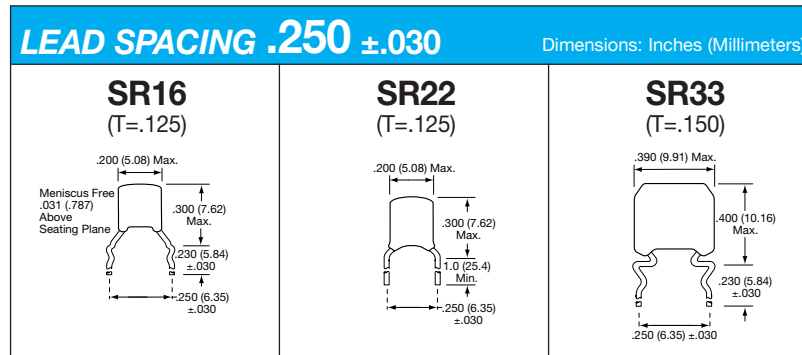 LEAD SPACING .250 ±.030
Dimensions: Inches (Millimeters)
SR16
(T=.125)
.200 (5.08) Max.
Meniscus Free
.031 (.787)
Above
Seating Plane
.300 (7.62)
Max.
.230 (5.84)
±.030
.250 (6.35)
±.030
SR22
(T=.125)
.200 (5.08) Max.
.300 (7.62)
Max.
1.0 (25.4)
Min.
.250 (6.35)
±.030
SR33
(T=.150)
.390 (9.91) Max.
.400 (10.16)
Max.
.230 (5.84)
±.030
.250 (6.35) ±.030